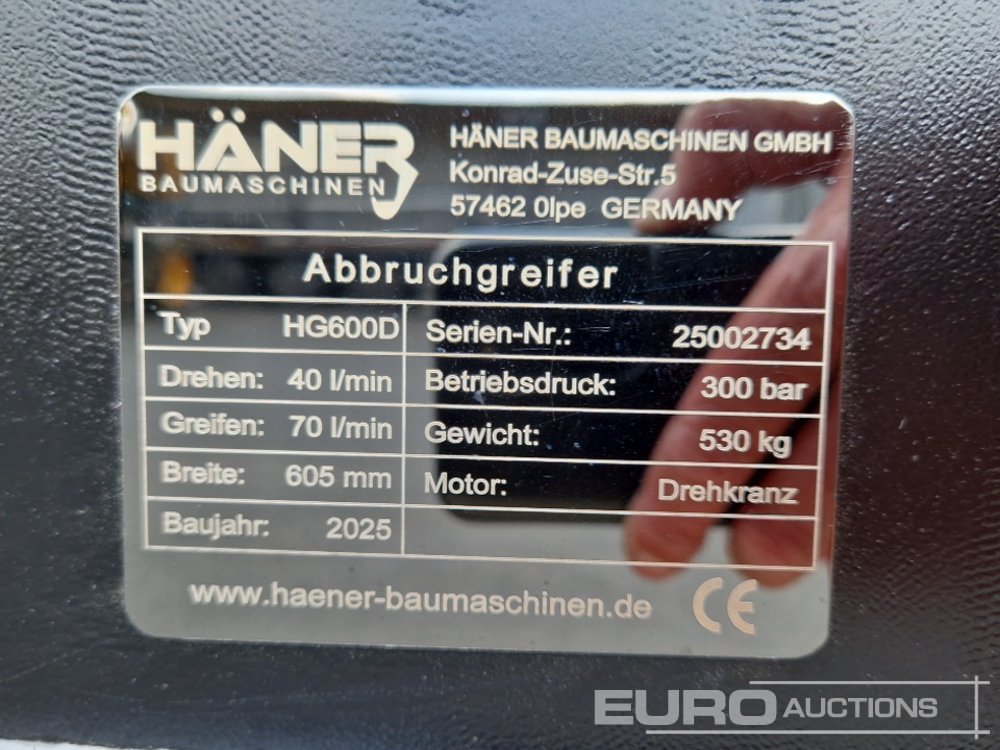 HÄNER
BAUMASCHINEN
HÄNER BAUMASCHINEN GMBH
Konrad-Zuse-Str.5
57462 Olpe GERMANY
Abbruchgreifer
Typ HG600D Serien-Nr.: 25002734
Drehen: 40 l/min Betriebsdruck: 300 bar
Greifen: 70 l/min Gewicht: 530 kg
Breite: 605 mm Motor: Drehkranz
Baujahr: 2025
www.haener-baumaschinen.de CE
EURO AUCTIONS